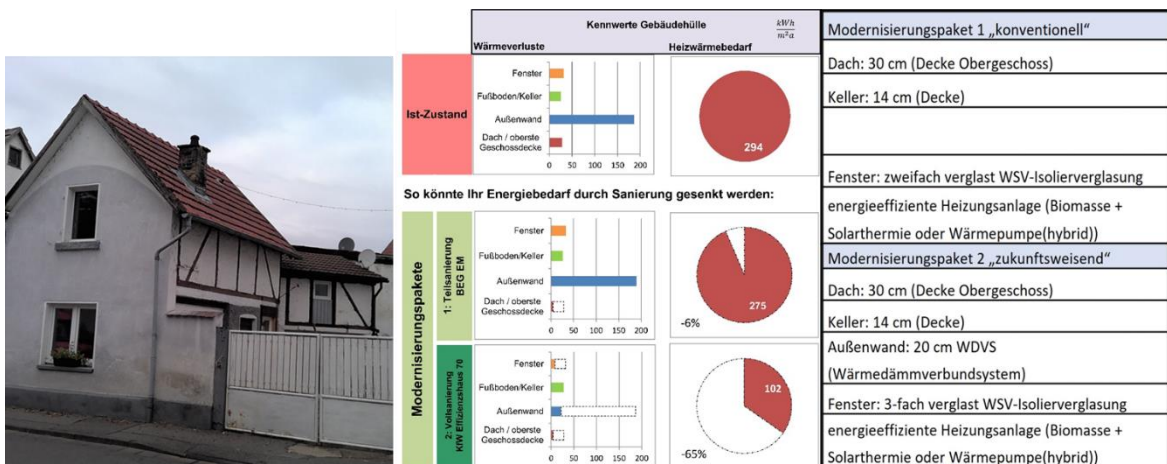 Kennwerte Gebäudehülle
kWh
m²a
Wärmeverluste
Heizwärmebedarf
Ist-Zustand
Fenster
Fußboden/Keller
Außenwand
Dach / oberste
Geschossdecke
0 50 100 150 200
294
So könnte Ihr Energiebedarf durch Sanierung gesenkt werden:
Modernisierungspakete
1: Teilsanierung
BEG EM
Fenster
Fußboden/Keller
Außenwand
Dach / oberste
Geschossdecke
0 50 100 150 200
275
-6%
2: Vollsanierung
KfW Effizienzhaus 70
Fenster
Fußboden/Keller
Außenwand
Dach / oberste
Geschossdecke
0 50 100 150 200
102
-65%
Modernisierungspaket 1 „konventionell“
Dach: 30 cm (Decke Obergeschoss)
Keller: 14 cm (Decke)
Fenster: zweifach verglast WSV-Isolierverglasung
energieeffiziente Heizungsanlage (Biomasse +
Solarthermie oder Wärmepumpe(hybrid))
Modernisierungspaket 2 „zukunftsweisend“
Dach: 30 cm (Decke Obergeschoss)
Keller: 14 cm (Decke)
Außenwand: 20 cm WDVS
(Wärmedämmverbundsystem)
Fenster: 3-fach verglast WSV-Isolierverglasung
energieeffiziente Heizungsanlage (Biomasse +
Solarthermie oder Wärmepumpe(hybrid))